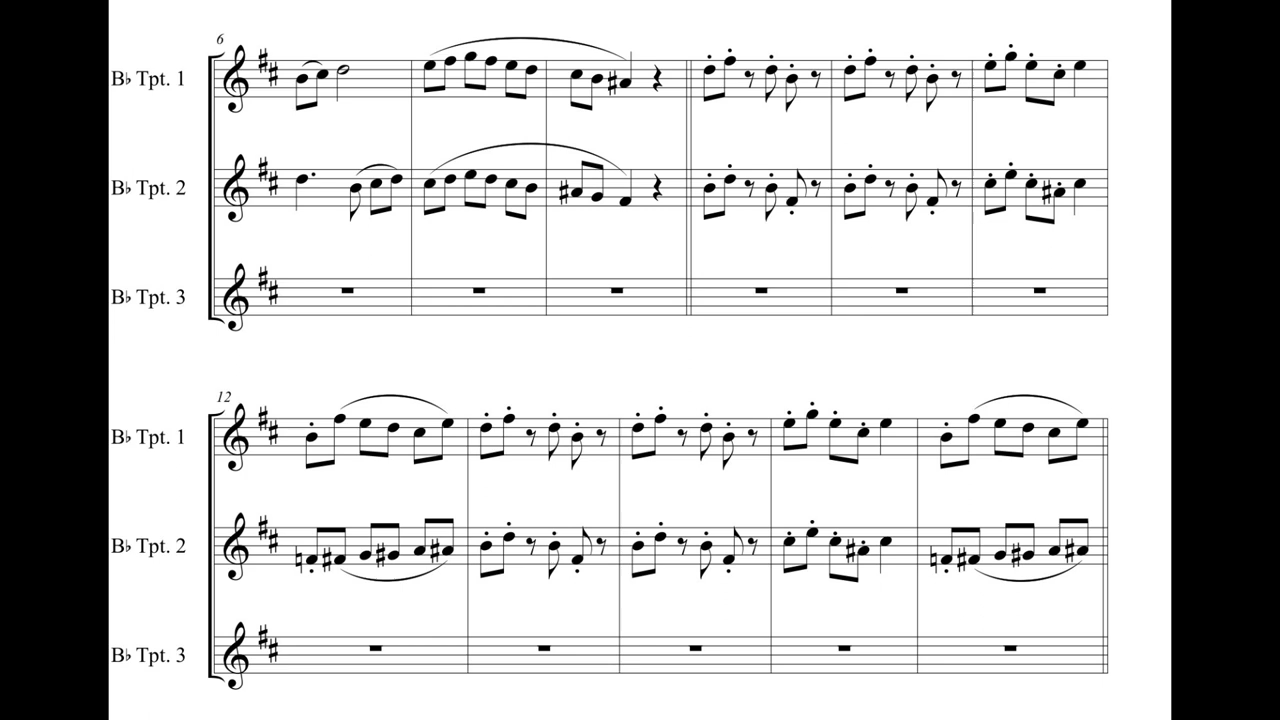 6
B♭ Tpt. 1
B♭ Tpt. 2
B♭ Tpt. 3
12
B♭ Tpt. 1
B♭ Tpt. 2
B♭ Tpt. 3